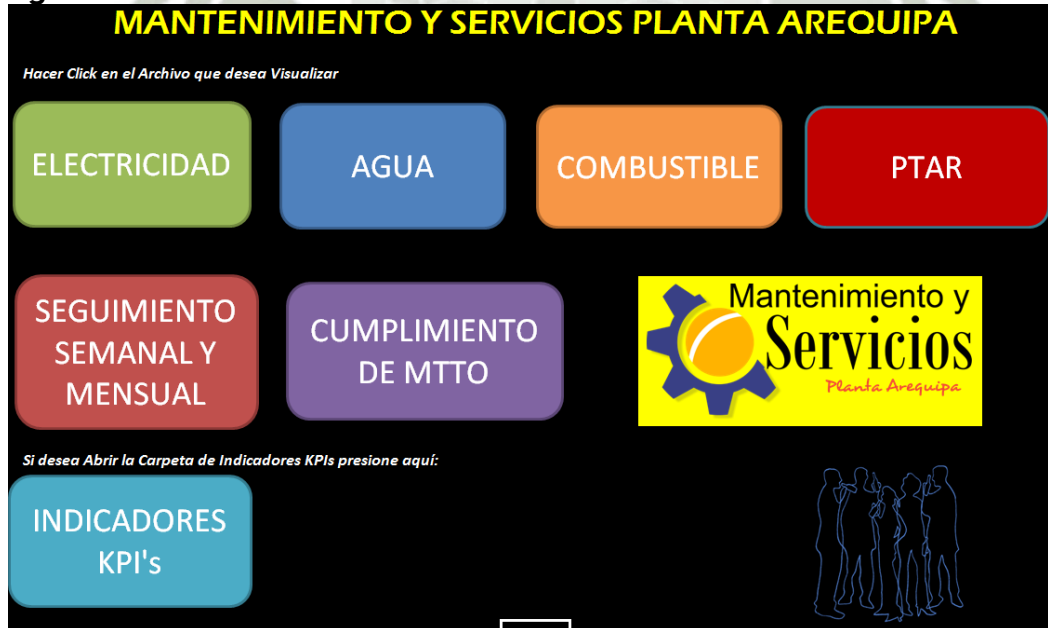 MANTENIMIENTO Y SERVICIOS PLANTA AREQUIPA
Hacer Click en el Archivo que desea Visualizar
ELECTRICIDAD
AGUA
COMBUSTIBLE
PTAR
SEGUIMIENTO
SEMANAL Y
MENSUAL
CUMPLIMIENTO
DE MTTO
Mantenimiento y
Servicios
Planta Arequipa
Si desea Abrir la Carpeta de Indicadores KPIs presione aquí:
INDICADORES
KPI's